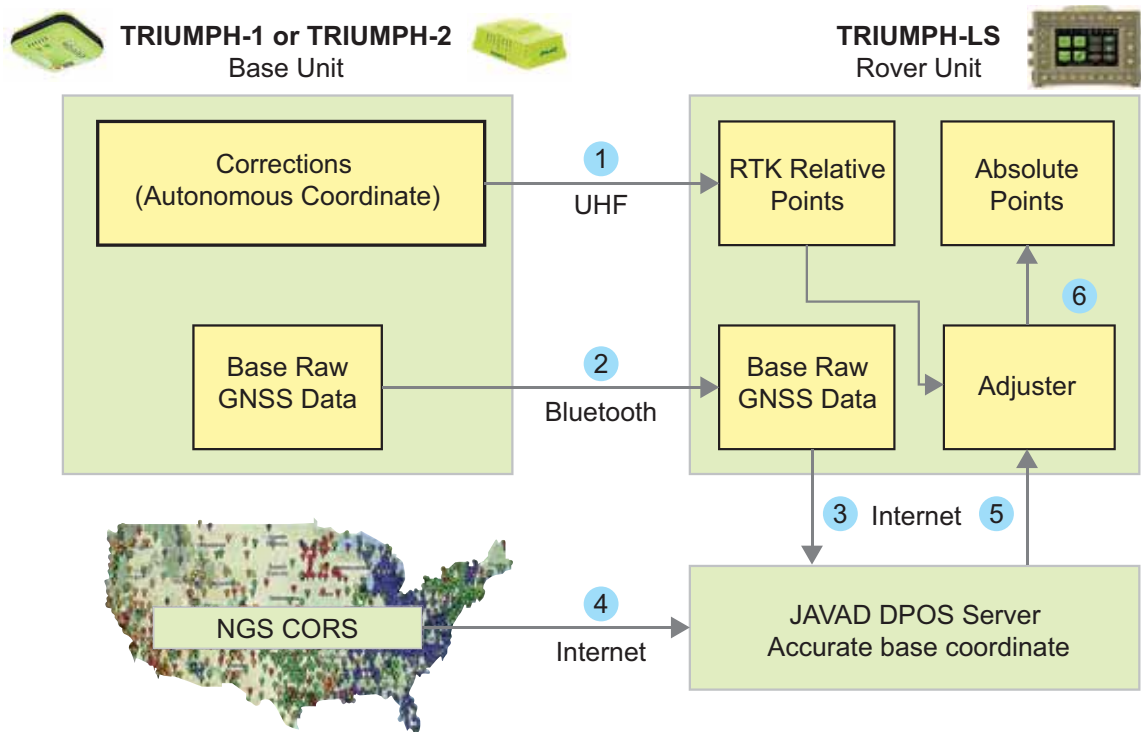 TRIUMPH-1 or TRIUMPH-2
Base Unit
TRIUMPH-LS
Rover Unit
Corrections
(Autonomous Coordinate)
1
UHF
RTK Relative
Points
Absolute
Points
6
Base Raw
GNSS Data
2
Bluetooth
Base Raw
GNSS Data
Adjuster
3
Internet
5
NGS CORS
4
Internet
JAVAD DPOS Server
Accurate base coordinate